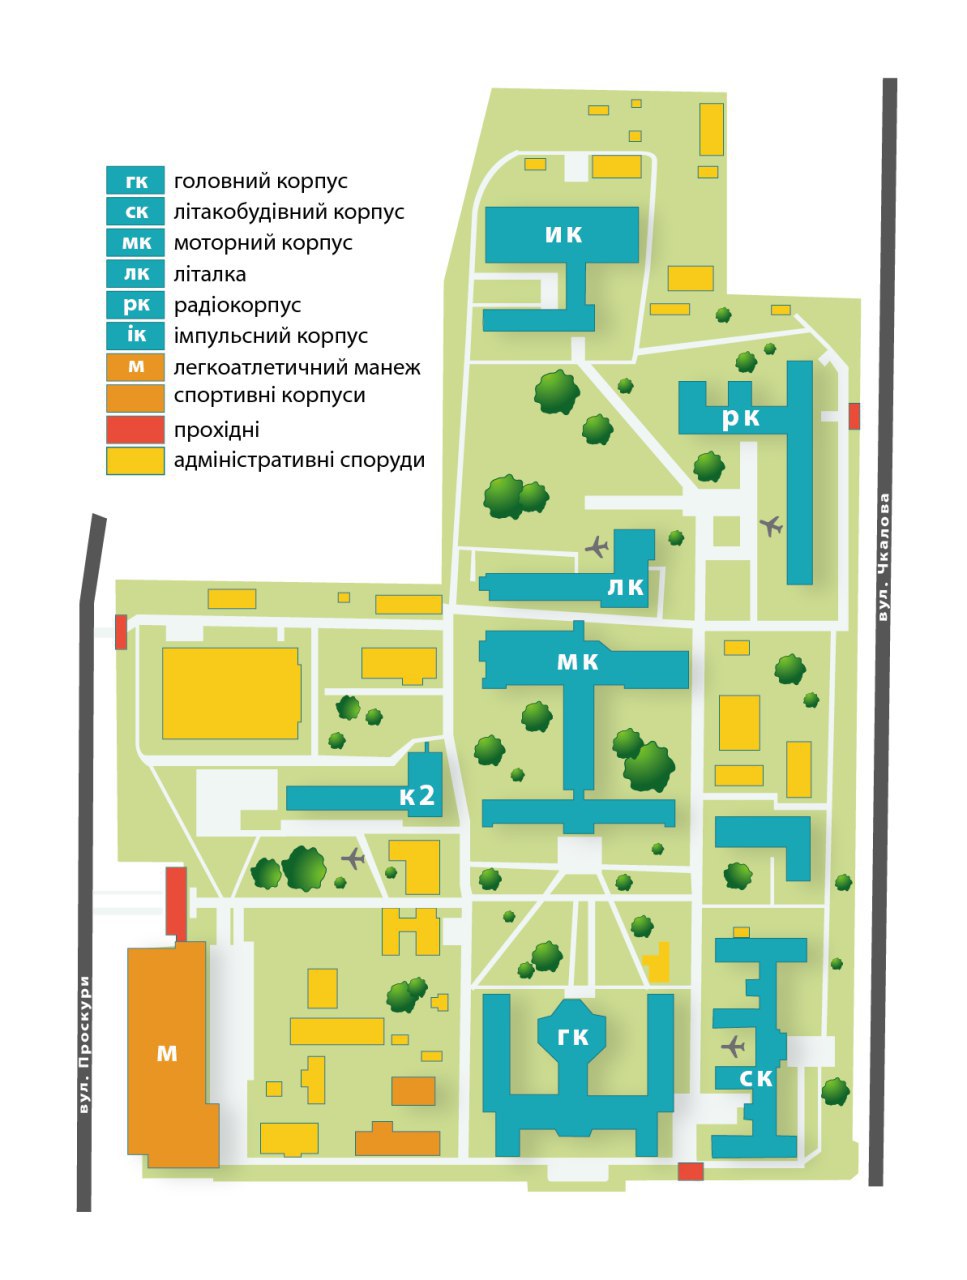 гк головний корпус
ск літакобудівний корпус
мк моторний корпус
лк літалка
рк радіокорпус
ік імпульсний корпус
м легкоатлетичний манеж
спортивні корпуси
прохідні
адміністративні споруди
ик
рк
вул. Чкалова
лк
мк
к2
вул. Проскури
м
гк
ск